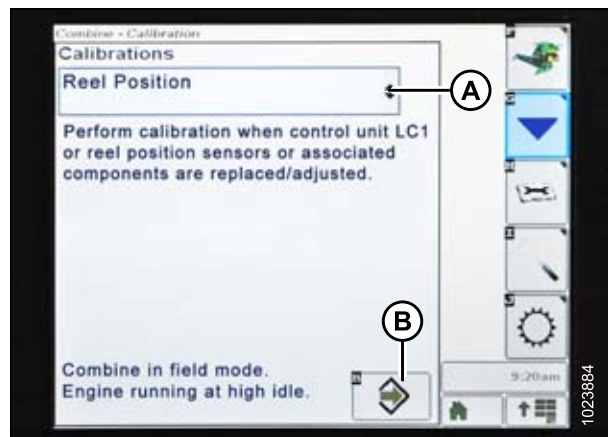 Combine - Calibration
Calibrations
Reel Position
A
Perform calibration when control unit LC1
or reel position sensors or associated
components are replaced/adjusted.
B
Combine in field mode.
Engine running at high idle.
9:20am
1023884